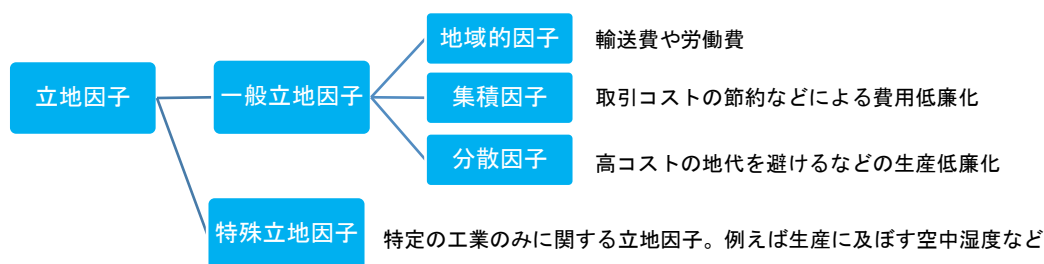 地域的因子 輸送費や労働費
立地因子 一般立地因子 集積因子 取引コストの節約などによる費用低廉化
分散因子 高コストの地代を避けるなどの生産低廉化
特殊立地因子 特定の工業のみに関する立地因子。例えば生産に及ぼす空中湿度など